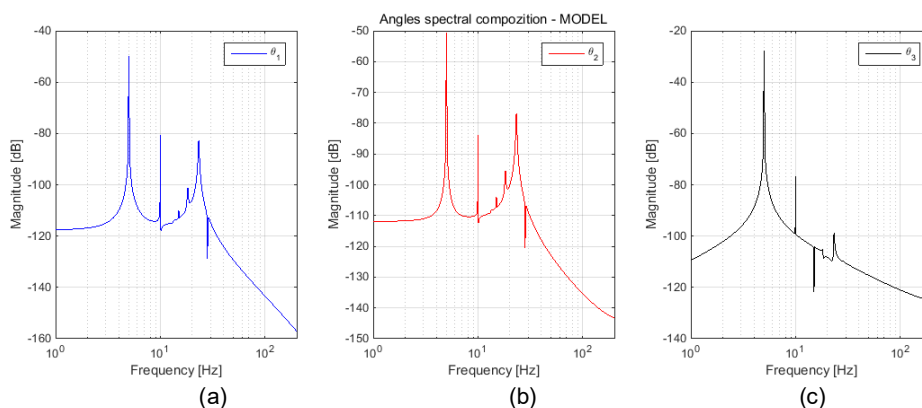 Angles spectral compozition - MODEL
-40
-60
-80
-100
-120
-140
-160
Magnitude [dB]
θ1
10^0
10^1
10^2
Frequency [Hz]
(a)
-50
-60
-70
-80
-90
-100
-110
-120
-130
-140
-150
Magnitude [dB]
θ2
10^0
10^1
10^2
Frequency [Hz]
(b)
-20
-40
-60
-80
-100
-120
-140
Magnitude [dB]
θ3
10^0
10^1
10^2
Frequency [Hz]
(c)